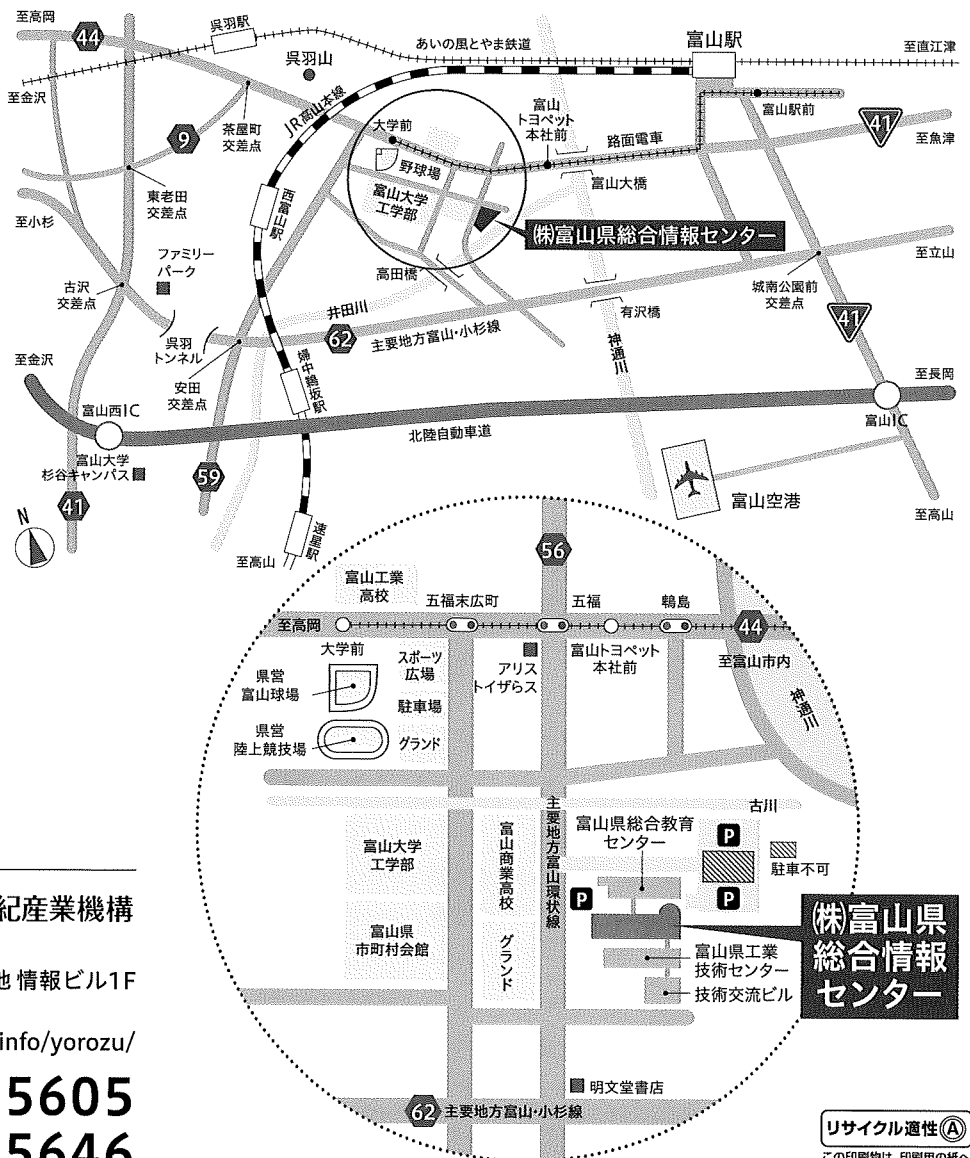 至高岡
44
呉羽駅
呉羽山
あいの風とやま鉄道
富山駅
至直江津
至金沢
9
茶屋町
交差点
JR高山本線
大学前
富山
トヨペット
本社前
路面電車
富山駅前
41
至魚津
東老田
交差点
野球場
富山大学
工学部
富山大橋
西富山駅
至小杉
ファミリー
パーク
(株)富山県総合情報センター
至立山
古沢
交差点
高田橋
井田川
有沢橋
城南公園前
交差点
41
呉羽
トンネル
62
主要地方富山・小杉線
神通川
至金沢
安田
交差点
婦中鵜坂駅
至長岡
富山西IC
北陸自動車道
富山IC
富山大学
杉谷キャンパス
59
41
富山空港
N
速星駅
至高山
至高山
56
富山工業
高校
五福末広町
五福
鵯島
至高岡
44
大学前
スポーツ
広場
アリス
トイザらス
富山トヨペット
本社前
至富山市内
県営
富山球場
駐車場
神通川
県営
陸上競技場
グランド
古川
主要地方富山環状線
富山県総合教育
センター
P
駐車不可
富山大学
工学部
富山商業高校
グランド
P
P
富山県
市町村会館
(株)富山県
総合情報
センター
富山県工業
技術センター
技術交流ビル
明文堂書店
62
主要地方富山・小杉線
紀産業機構
情報ビル1F
info/yorozu/
5605
5646
リサイクル適性Ⓐ
この印刷物は、印刷用の紙へ